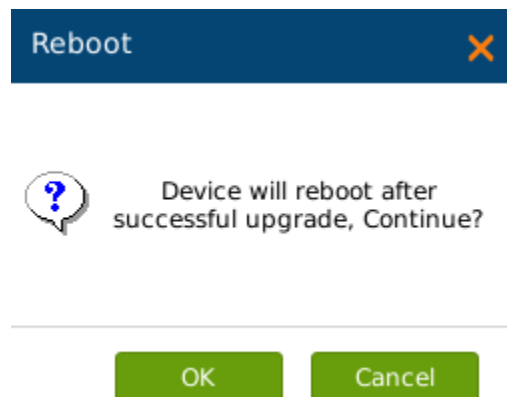 Reboot
Device will reboot after
successful upgrade, Continue?
OK
Cancel